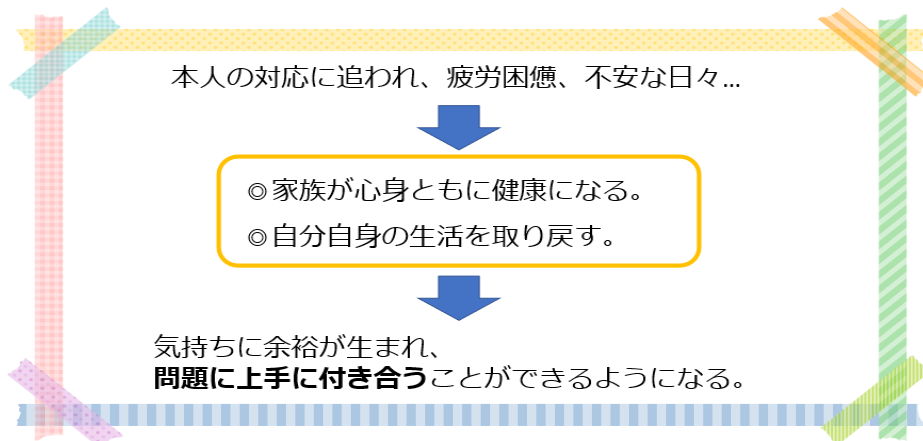 本人の対応に追われ、疲労困憊、不安な日々…
◎家族が心身ともに健康になる。
◎自分自身の生活を取り戻す。
気持ちに余裕が生まれ、
問題に上手に付き合うことができるようになる。